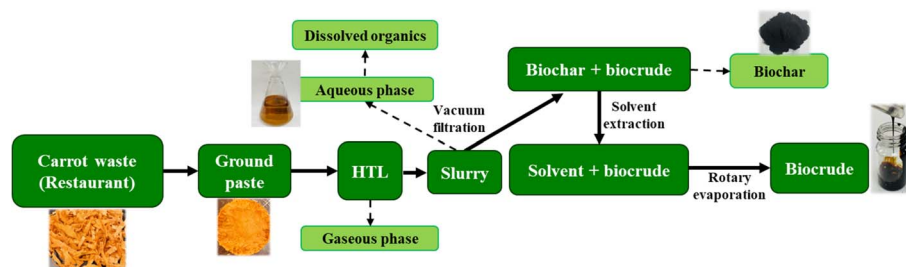 Dissolved organics
Aqueous phase
Vacuum
filtration
Biochar + biocrude
Biochar
Solvent
extraction
Carrot waste
(Restaurant)
Ground
paste
HTL
Slurry
Solvent + biocrude
Rotary
evaporation
Biocrude
Gaseous phase